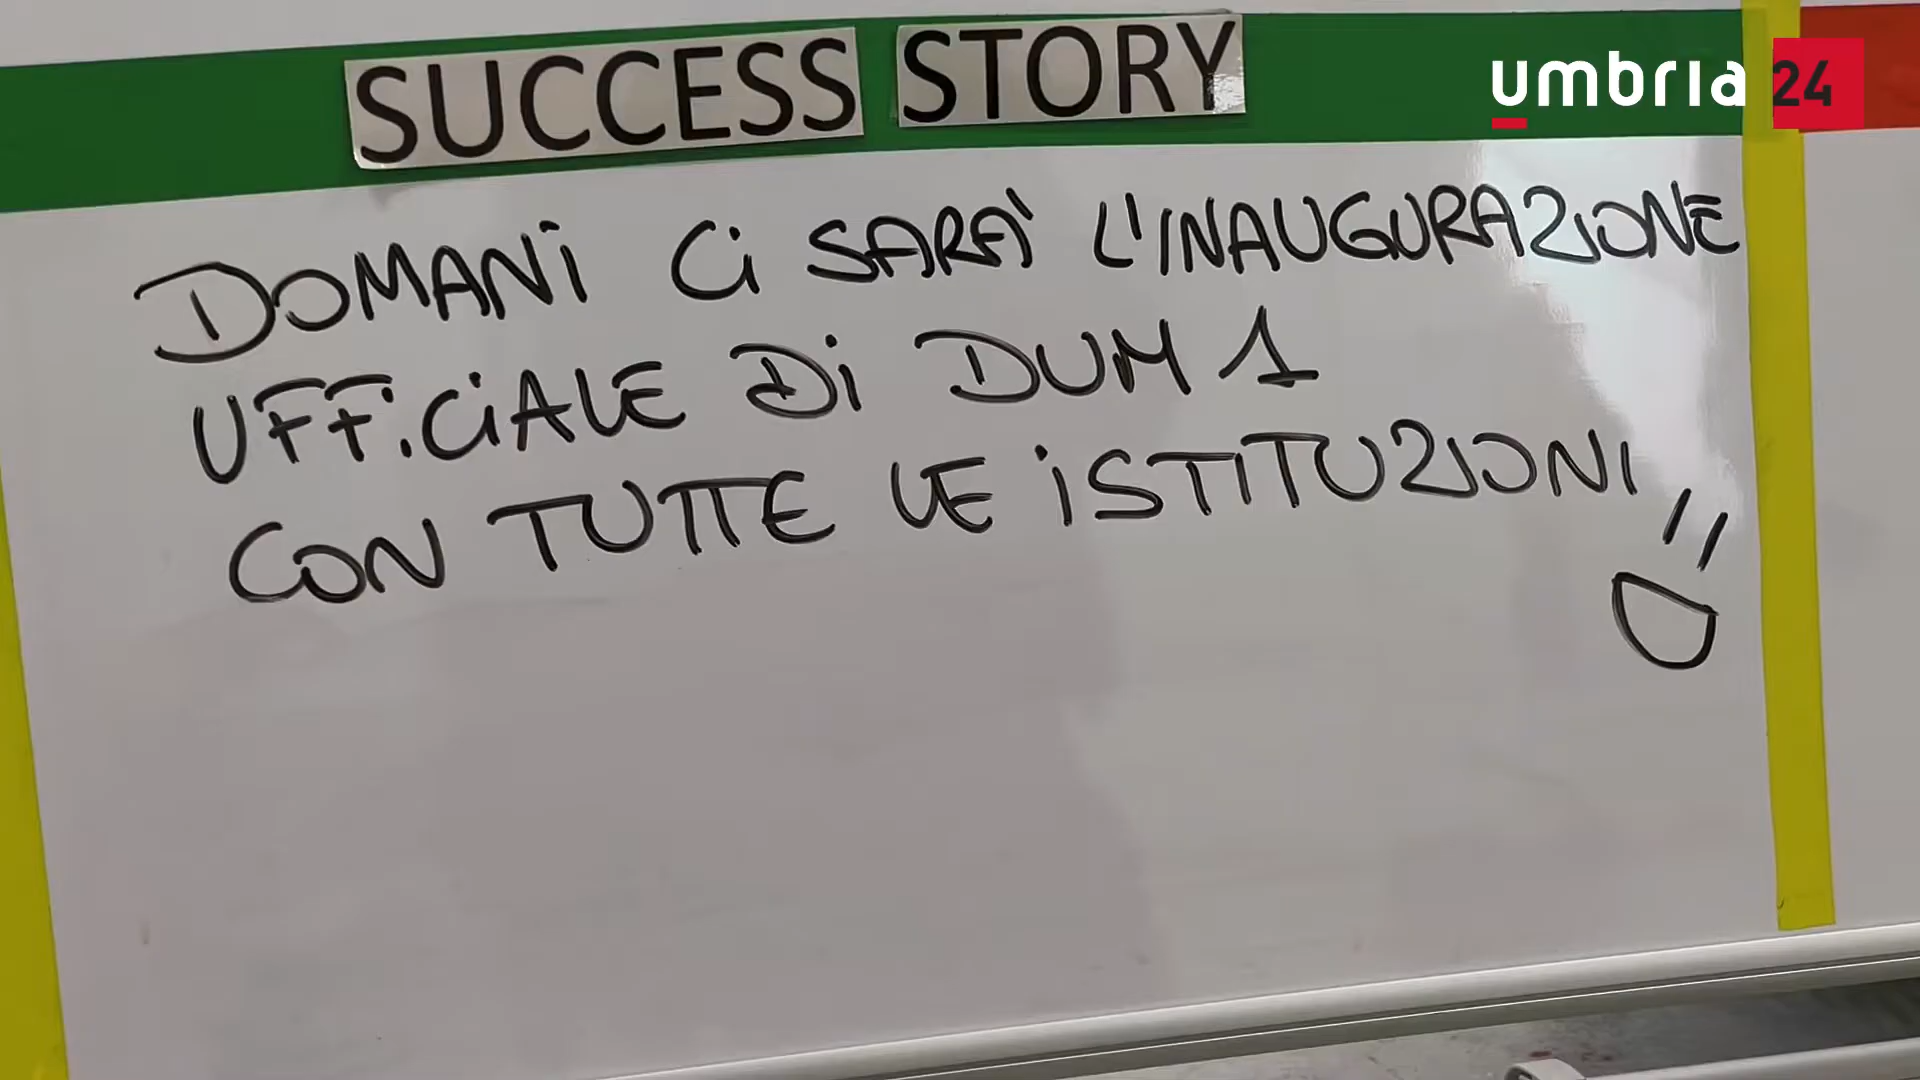 SUCCESS STORY
umbria 24
DOMANI Ci SARÀ L'INAUGURAZIONE
UFFiCiALE Di DUM 1
CON TUTTE LE iSTITUZIONI